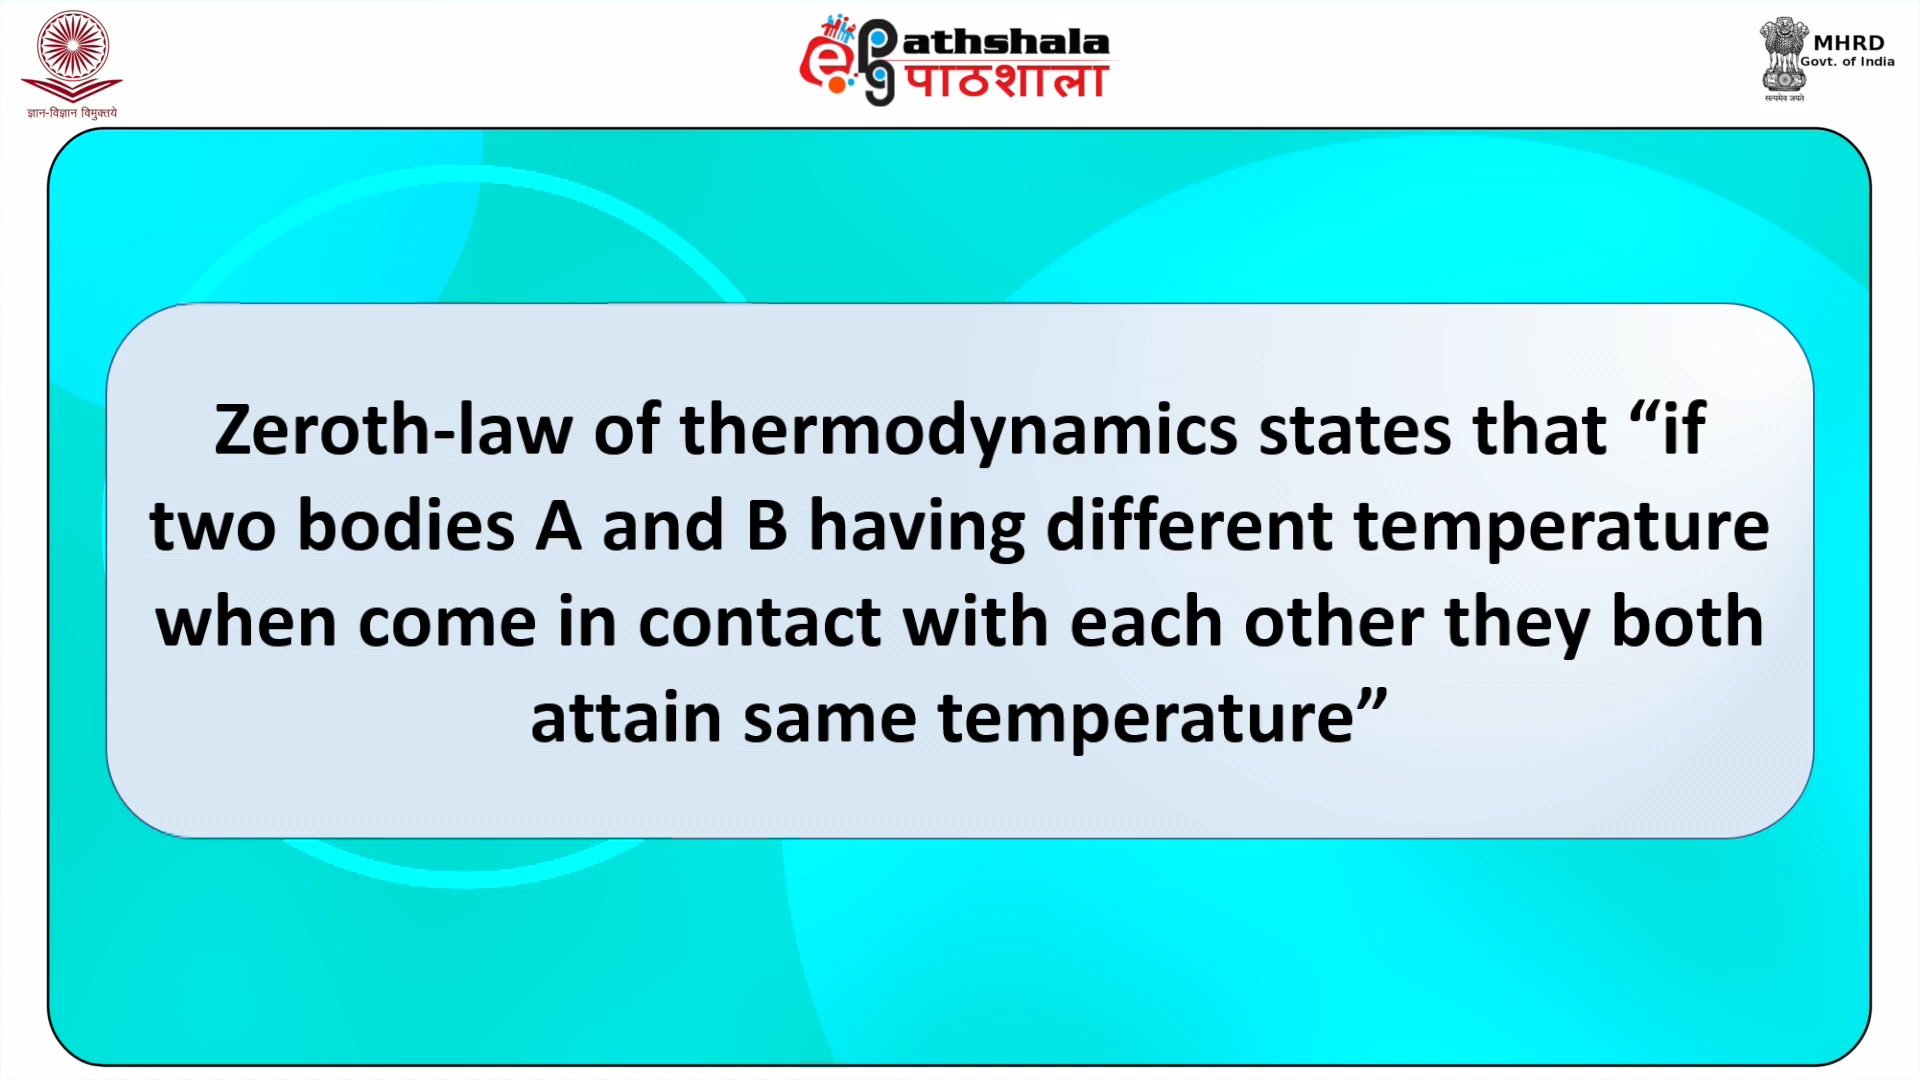 ज्ञान-विज्ञान विमुक्तये
e PG athshala
पाठशाला
MHRD
Govt. of India
सत्यमेव जयते
Zeroth-law of thermodynamics states that “if
two bodies A and B having different temperature
when come in contact with each other they both
attain same temperature”